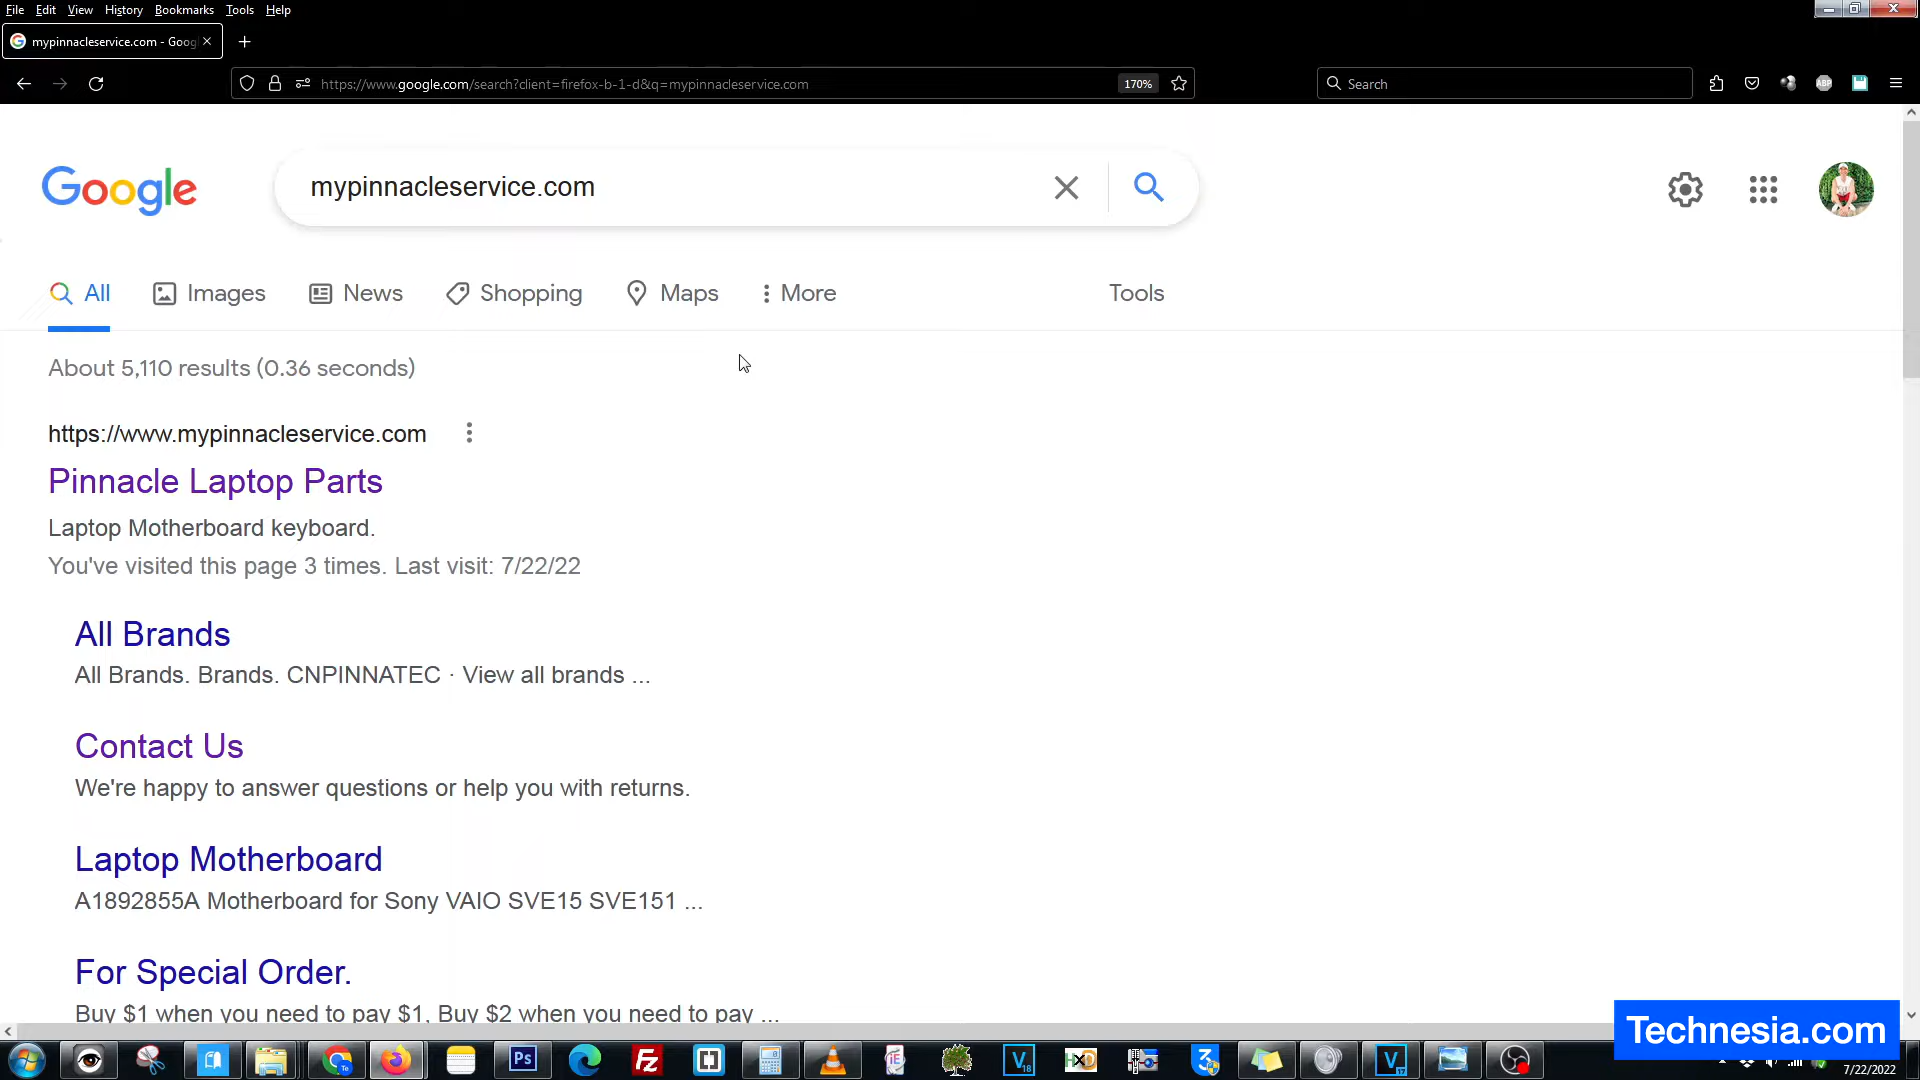 File Edit View History Bookmarks Tools Help
mypinnacleservice.com - Goog
https://www.google.com/search?client=firefox-b-1-d&q=mypinnacleservice.com
170%
Search
Google
mypinnacleservice.com
All
Images
News
Shopping
Maps
More
Tools
About 5,110 results (0.36 seconds)
https://www.mypinnacleservice.com
Pinnacle Laptop Parts
Laptop Motherboard keyboard.
You've visited this page 3 times. Last visit: 7/22/22
All Brands
All Brands. Brands. CNPINNATEC · View all brands ...
Contact Us
We're happy to answer questions or help you with returns.
Laptop Motherboard
A1892855A Motherboard for Sony VAIO SVE15 SVE151 ...
For Special Order.
Buy $1 when you need to pay $1, Buy $2 when you need to pay ...
Technesia.com
Ps
Fz
V
18
HXD
3
V
7/22/2022